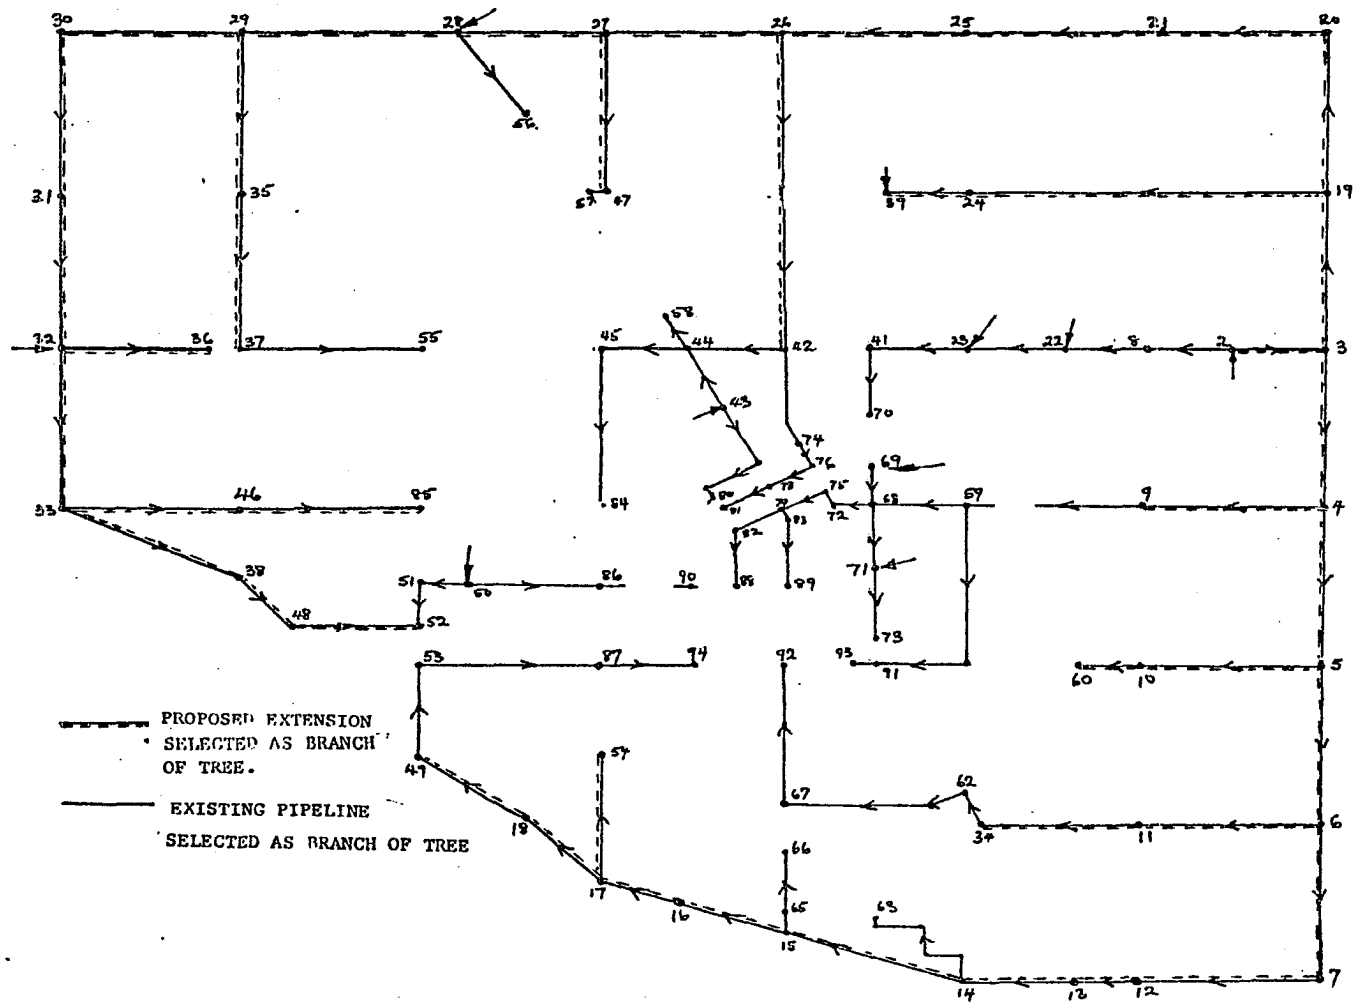 30 29 28 27 26 25 21 20
56
31 35 57 47 39 24 19
58
32 36 37 55 45 44 42 41 23 22 8 2 3
43 70
74
76 69
33 46 85 54 80 81 78 79 75 72 68 59 9 4
82 83
38 51 50 86 90 88 89 71
48 52
73
53 87 94 92 93 91 60 10 5
PROPOSED EXTENSION
SELECTED AS BRANCH
OF TREE.
49 54
62
EXISTING PIPELINE
67
18 34 11 6
SELECTED AS BRANCH OF TREE
66
17 16 65 63
15
14 13 12 7